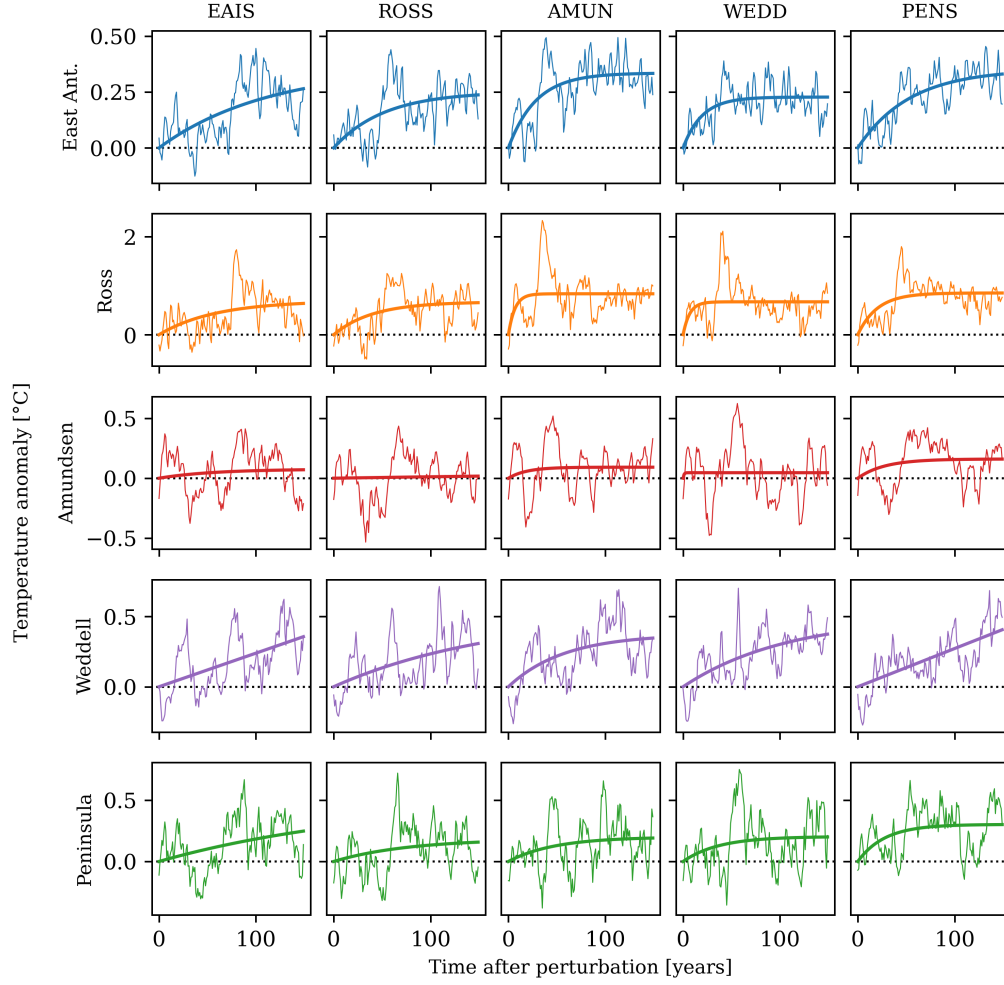 EAIS ROSS AMUN WEDD PENS
0.50
0.25
0.00
East Ant.
2
0
Ross
0.5
0.0
−0.5
Amundsen
0.5
0.0
Weddell
0.5
0.0
Peninsula
Temperature anomaly [°C]
0 100 0 100 0 100 0 100 0 100
Time after perturbation [years]